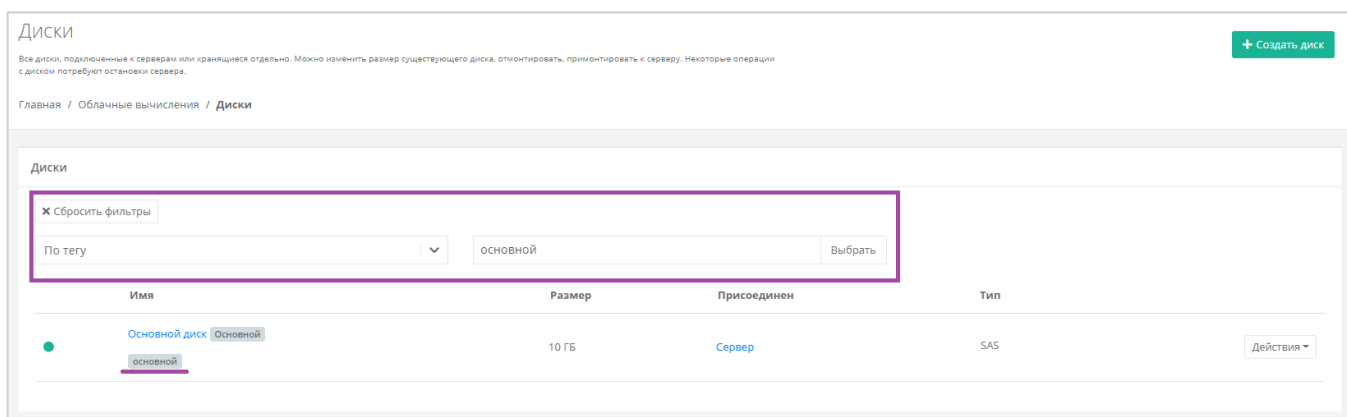 Диски
+ Создать диск
Все диски, подключенные к серверам или хранящиеся отдельно. Можно изменить размер существующего диска, отмонтировать, примонтировать к серверу. Некоторые операции
с диском потребуют остановки сервера.
Главная / Облачные вычисления / Диски
Диски
× Сбросить фильтры
По тегу
основной
Выбрать
Имя Размер Присоединен Тип
Основной диск Основной
основной
10 ГБ Сервер SAS Действия